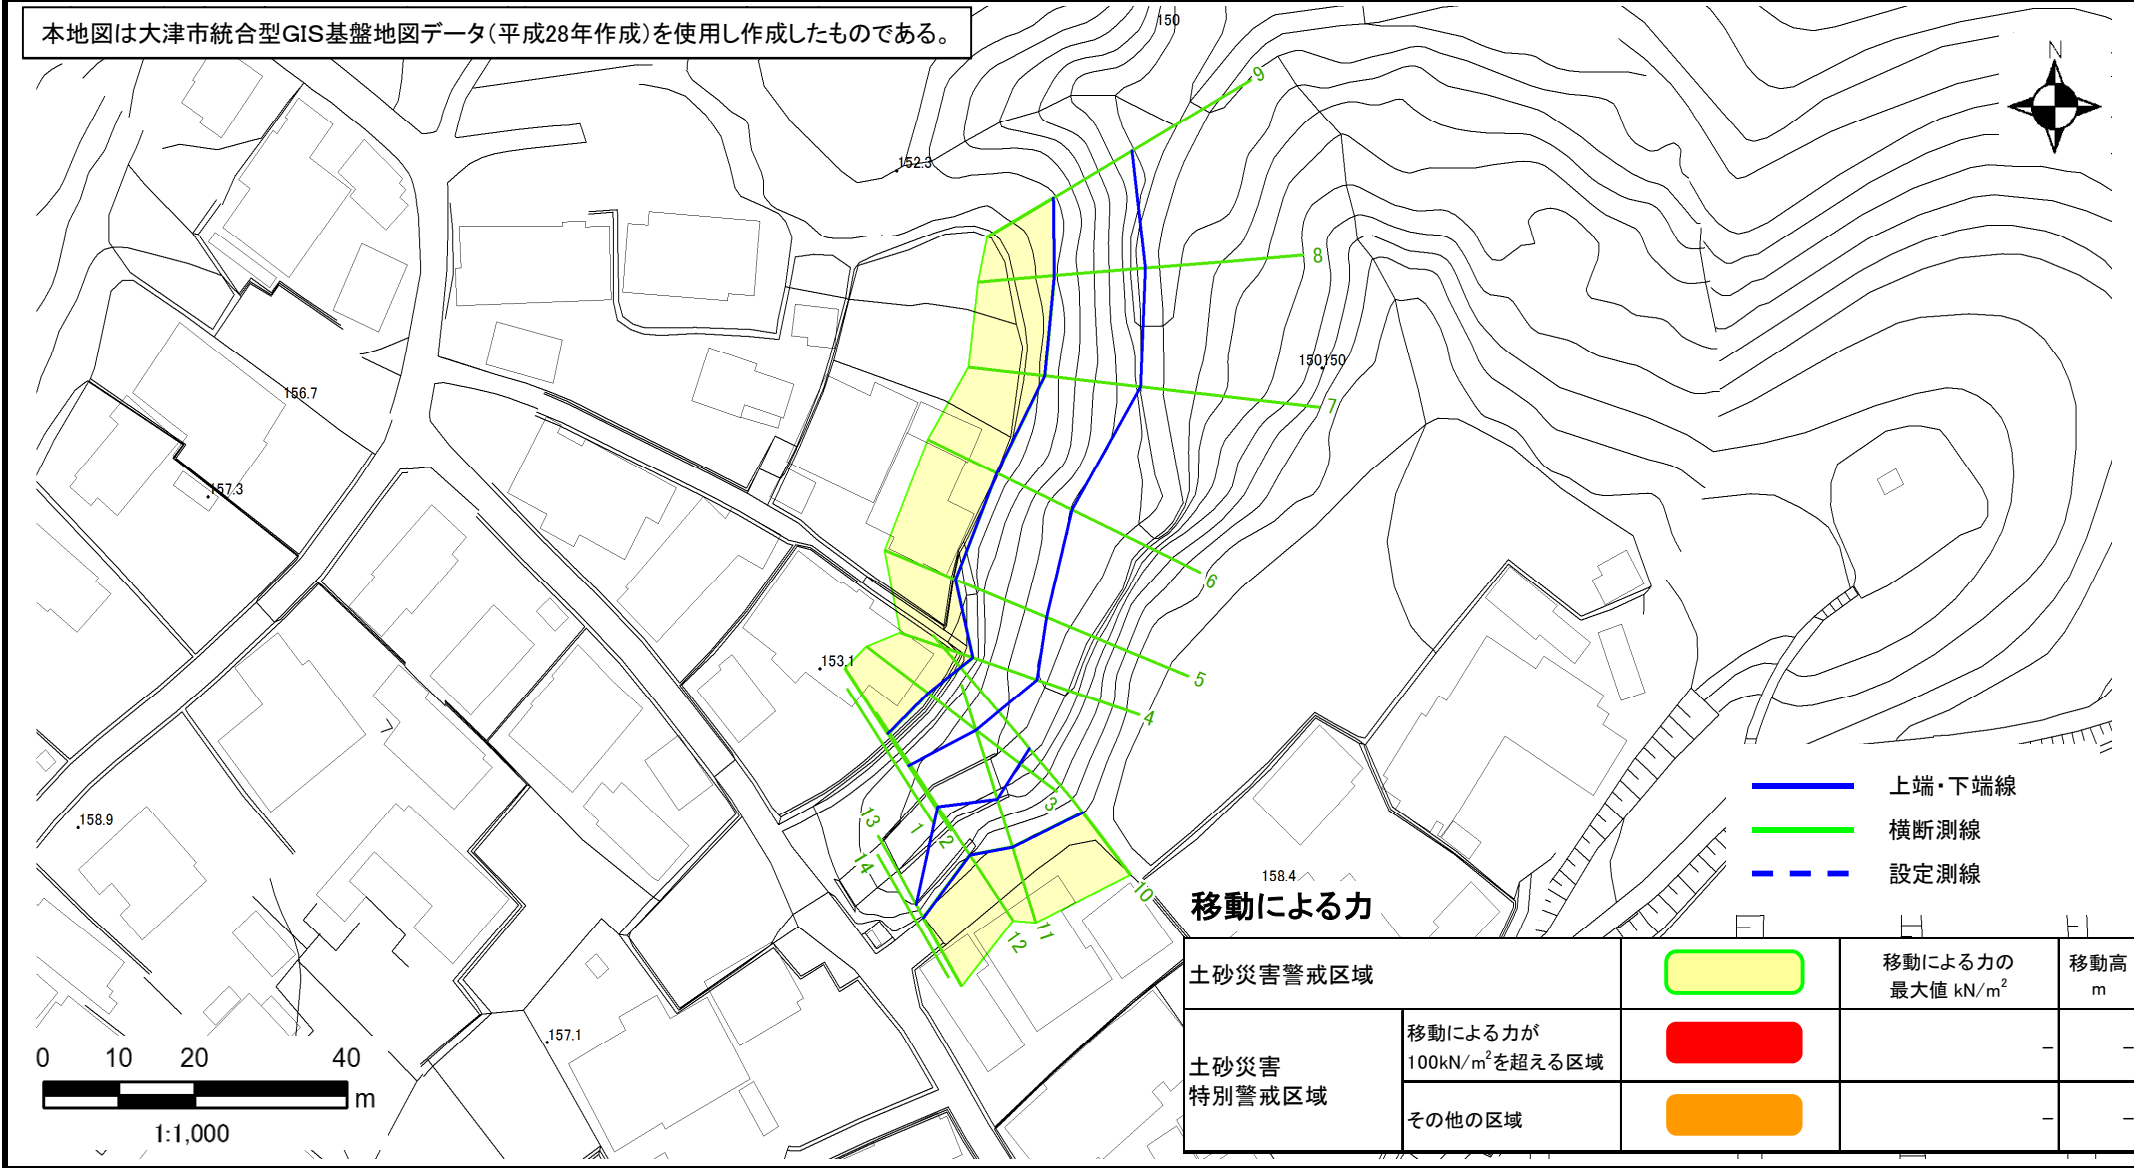 本地図は大津市統合型GIS基盤地図データ(平成28年作成)を使用し作成したものである。
150
N
9
152.3
8
150150
7
156.7
157.3
6
153.1
5
4
3
13
1
2
14
158.9
10
11
12
158.4
157.1
上端・下端線
横断測線
設定測線
移動による力
土砂災害警戒区域
移動による力の
最大値 kN/m²
移動高
m
土砂災害
特別警戒区域
移動による力が
100kN/m²を超える区域
-
-
その他の区域
-
-
0 10 20 40
m
1:1,000